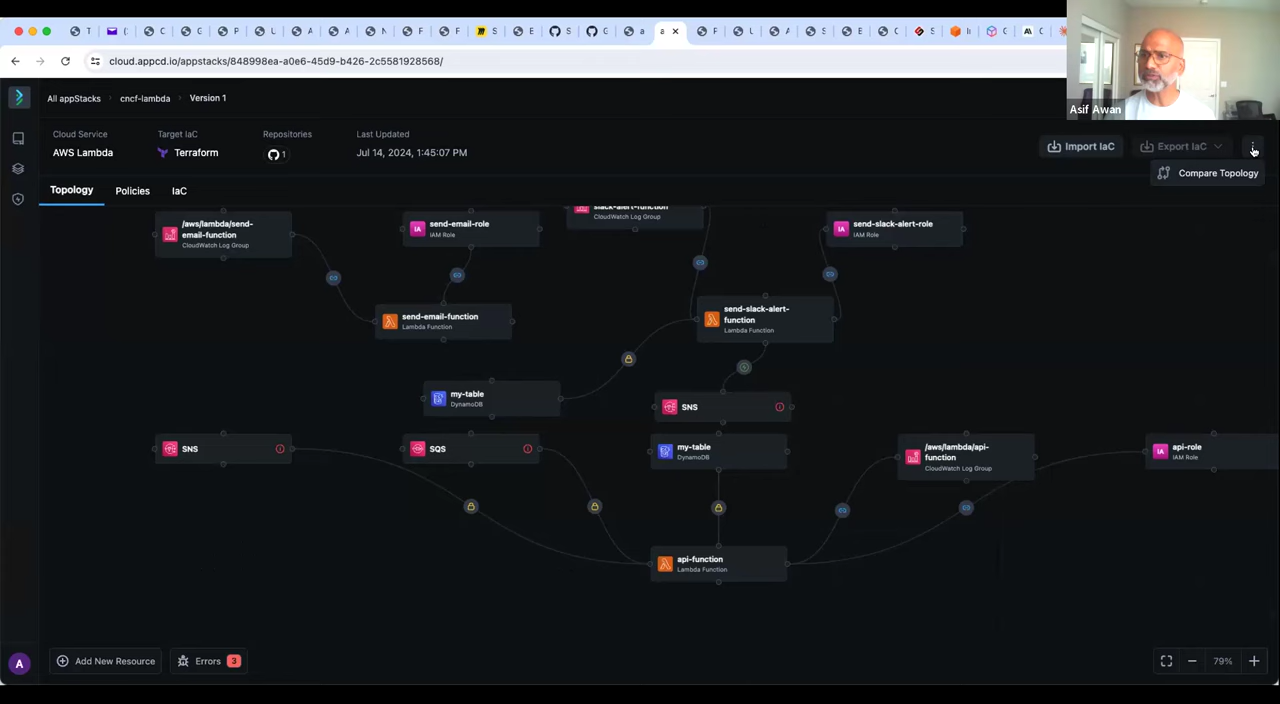 cloud.appcd.io/appstacks/848998ea-a0e6-45d9-b426-2c5581928568/
Asif Awan
All appStacks
cncf-lambda
Version 1
Cloud Service
Target IaC
Repositories
Last Updated
AWS Lambda
Terraform
1
Jul 14, 2024, 1:45:07 PM
Import IaC
Export IaC
Compare Topology
Topology
Policies
IaC
/aws/lambda/send-
email-function
CloudWatch Log Group
send-email-role
IAM Role
slack-alert-function
CloudWatch Log Group
send-slack-alert-role
IAM Role
send-email-function
Lambda Function
send-slack-alert-
function
Lambda Function
my-table
DynamoDB
SNS
SNS
SQS
my-table
DynamoDB
/aws/lambda/api-
function
CloudWatch Log Group
api-role
IAM Role
api-function
Lambda Function
A
Add New Resource
Errors
3
79%